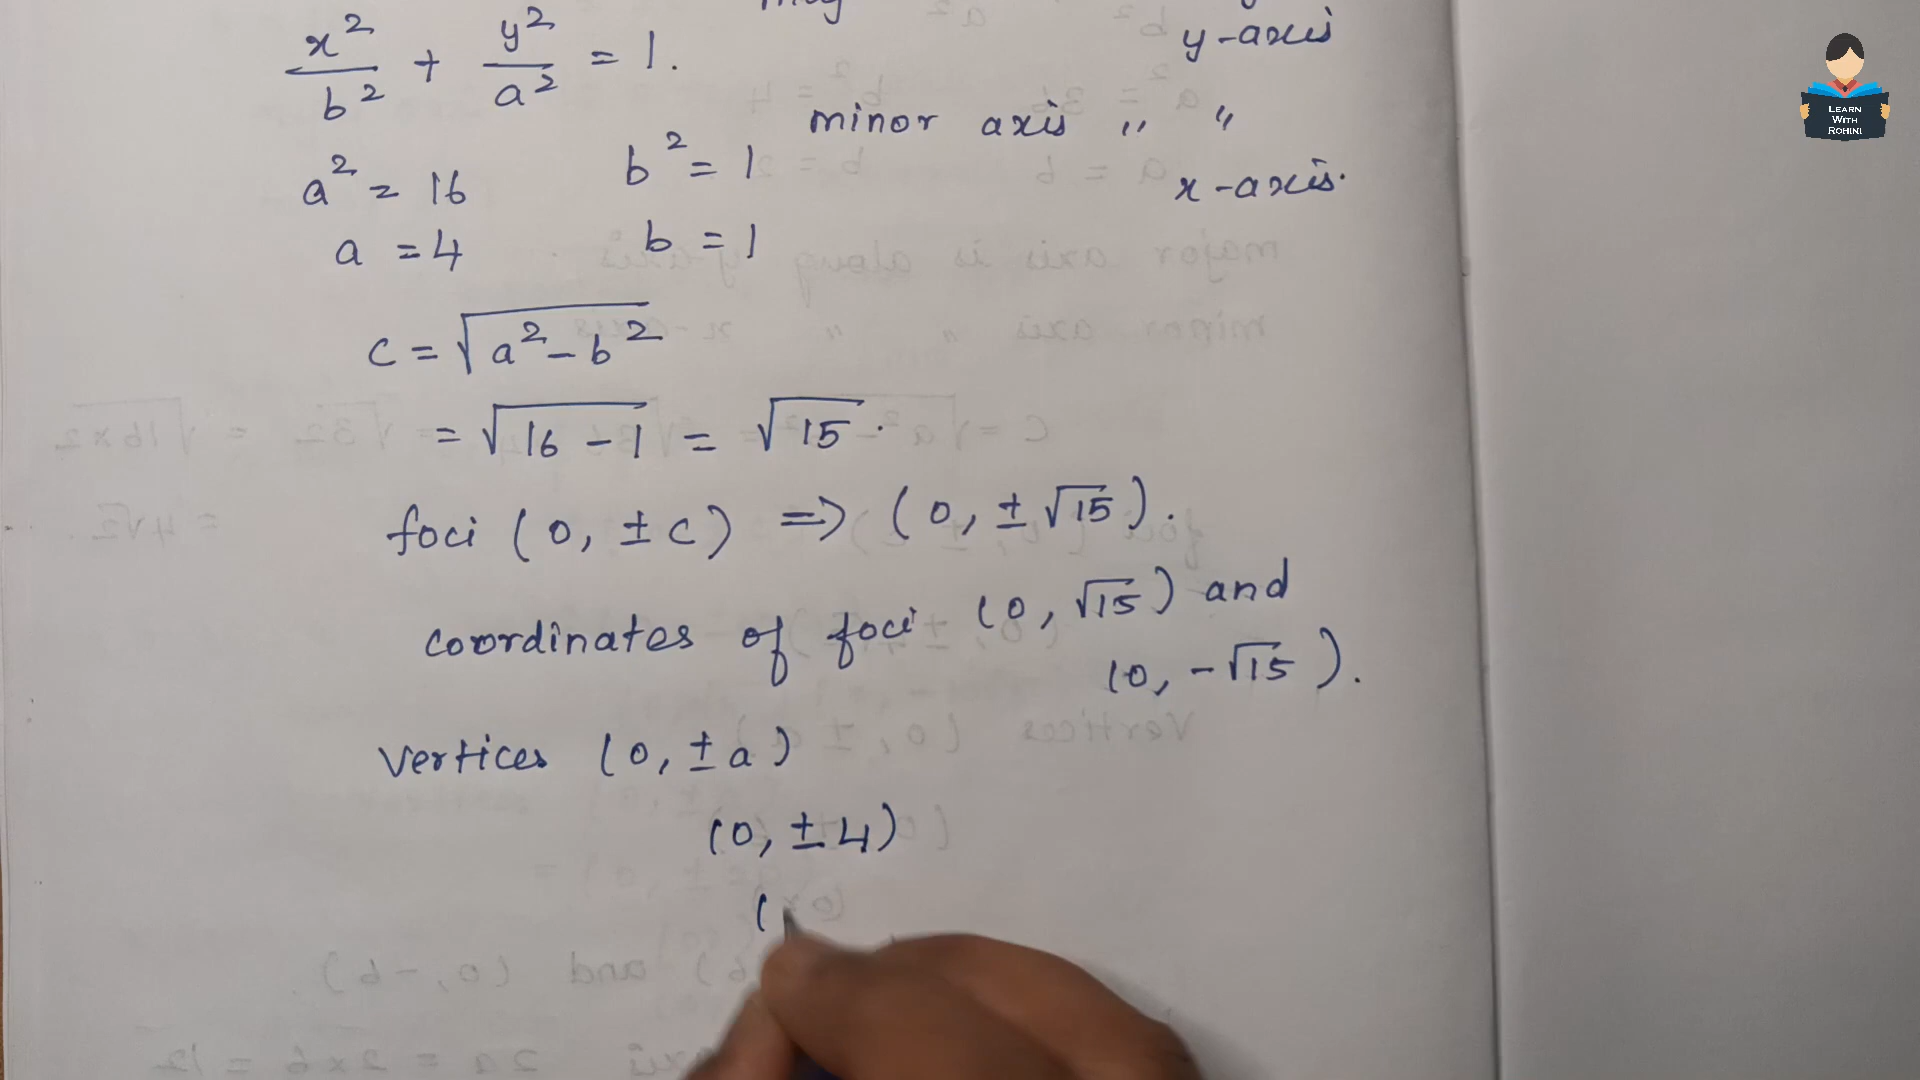 x²/b² + y²/a² = 1.
y-axis
minor axis " "
x-axis.
a² = 16 b² = 1
a = 4 b = 1
c = √(a² - b²)
= √(16 - 1) = √15.
foci (0, ± c) ⇒ (0, ± √15).
coordinates of foci (0, √15) and
(0, -√15).
Vertices (0, ± a)
(0, ± 4)
(
LEARN
WITH
ROHINI